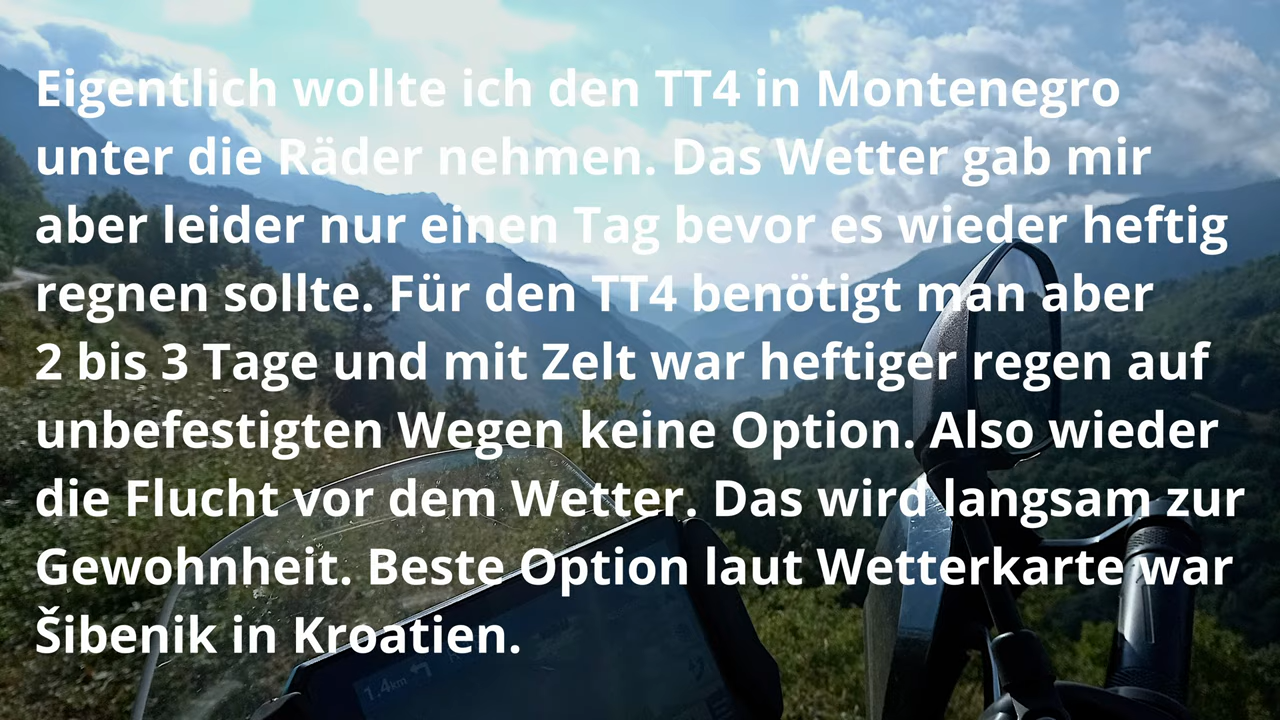 Eigentlich wollte ich den TT4 in Montenegro
unter die Räder nehmen. Das Wetter gab mir
aber leider nur einen Tag bevor es wieder heftig
regnen sollte. Für den TT4 benötigt man aber
2 bis 3 Tage und mit Zelt war heftiger regen auf
unbefestigten Wegen keine Option. Also wieder
die Flucht vor dem Wetter. Das wird langsam zur
Gewohnheit. Beste Option laut Wetterkarte war
Šibenik in Kroatien.
1.4km